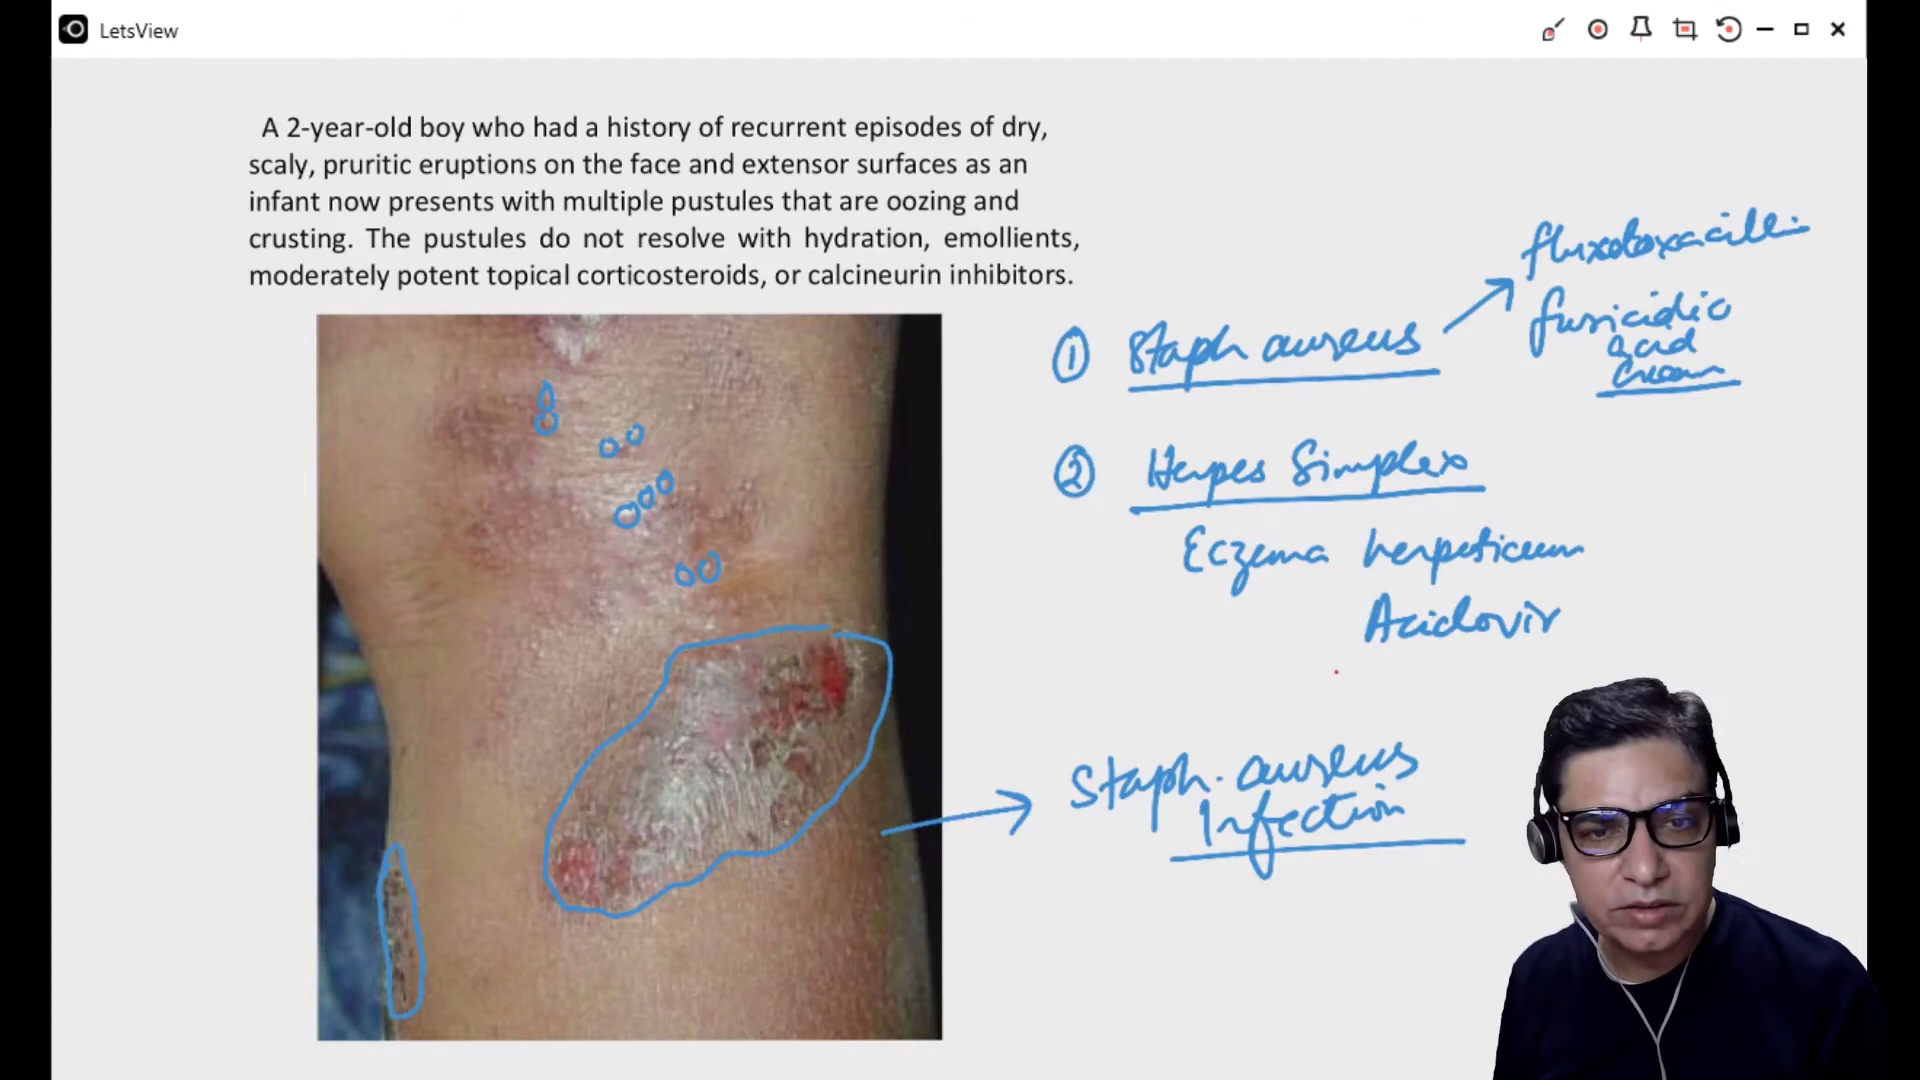 LetsView
A 2-year-old boy who had a history of recurrent episodes of dry,
scaly, pruritic eruptions on the face and extensor surfaces as an
infant now presents with multiple pustules that are oozing and
crusting. The pustules do not resolve with hydration, emollients,
moderately potent topical corticosteroids, or calcineurin inhibitors.
① Staph aureus
fusicidic
acid
Cream
② Herpes Simplex
Eczema herpeticum
Aciclovir
Staph. aureus
Infection